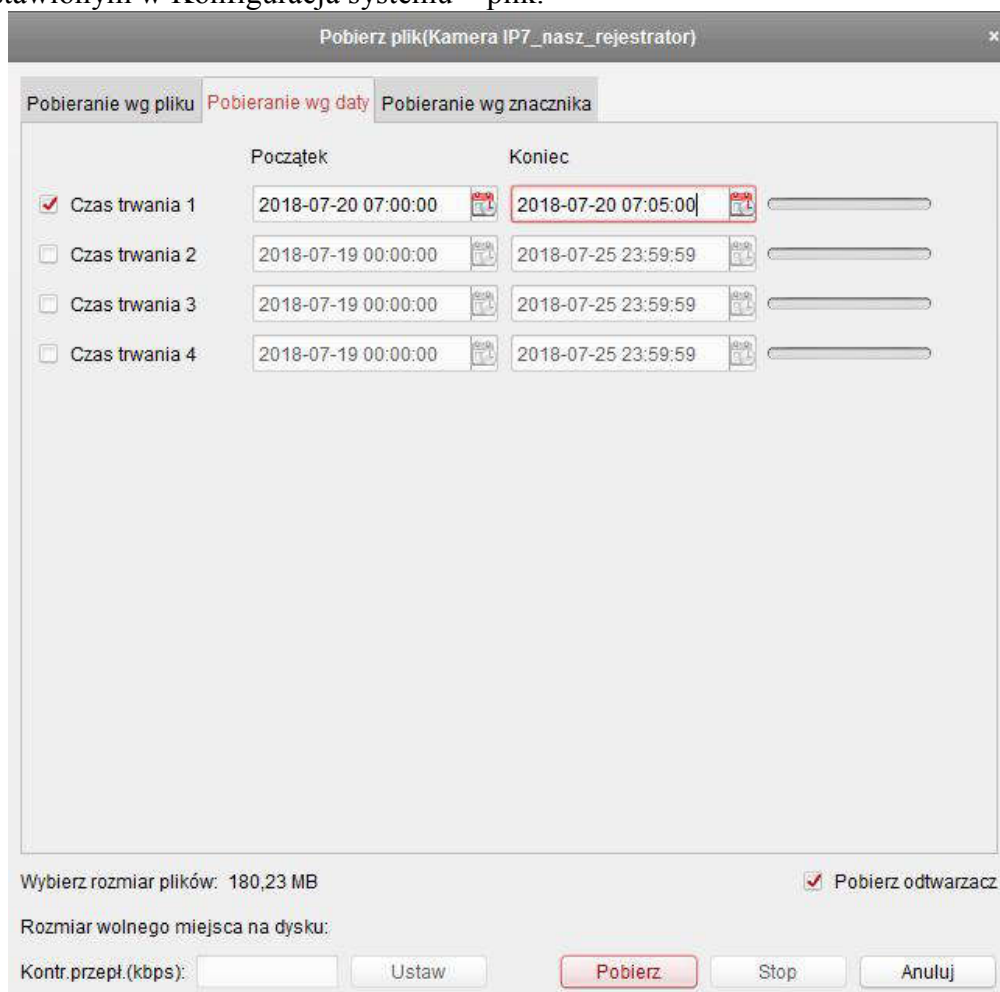 w Konfiguracja systemu – plik.
Pobierz plik(Kamera IP7_nasz_rejestrator) ×
Pobieranie wg pliku Pobieranie wg daty Pobieranie wg znacznika
Początek Koniec
Czas trwania 1 2018-07-20 07:00:00 2018-07-20 07:05:00
Czas trwania 2 2018-07-19 00:00:00 2018-07-25 23:59:59
Czas trwania 3 2018-07-19 00:00:00 2018-07-25 23:59:59
Czas trwania 4 2018-07-19 00:00:00 2018-07-25 23:59:59
Wybierz rozmiar plików: 180,23 MB Pobierz odtwarzacz
Rozmiar wolnego miejsca na dysku:
Kontr.przepł.(kbps): Ustaw Pobierz Stop Anuluj